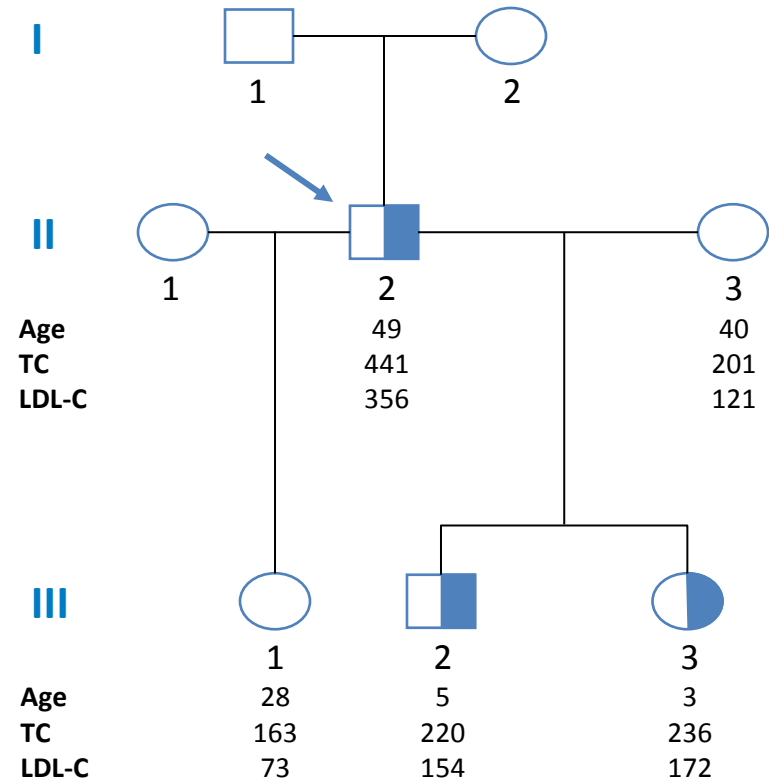 I
1 2
II
1 2 3
Age 49 40
TC 441 201
LDL-C 356 121
III
1 2 3
Age 28 5 3
TC 163 220 236
LDL-C 73 154 172